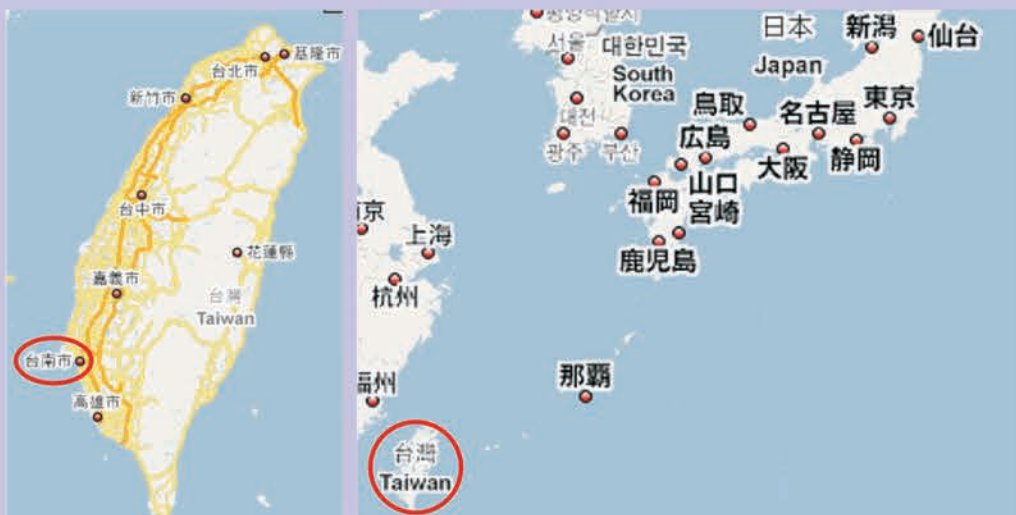 基隆市
台北市
新竹市
台中市
花蓮縣
嘉義市
台灣
Taiwan
台南市
高雄市
서울
대한민국
South
Korea
대전
광주
부산
日本
Japan
新潟
仙台
鳥取
名古屋
東京
広島
大阪
静岡
福岡
山口
宮崎
鹿児島
上海
杭州
那覇
台灣
Taiwan